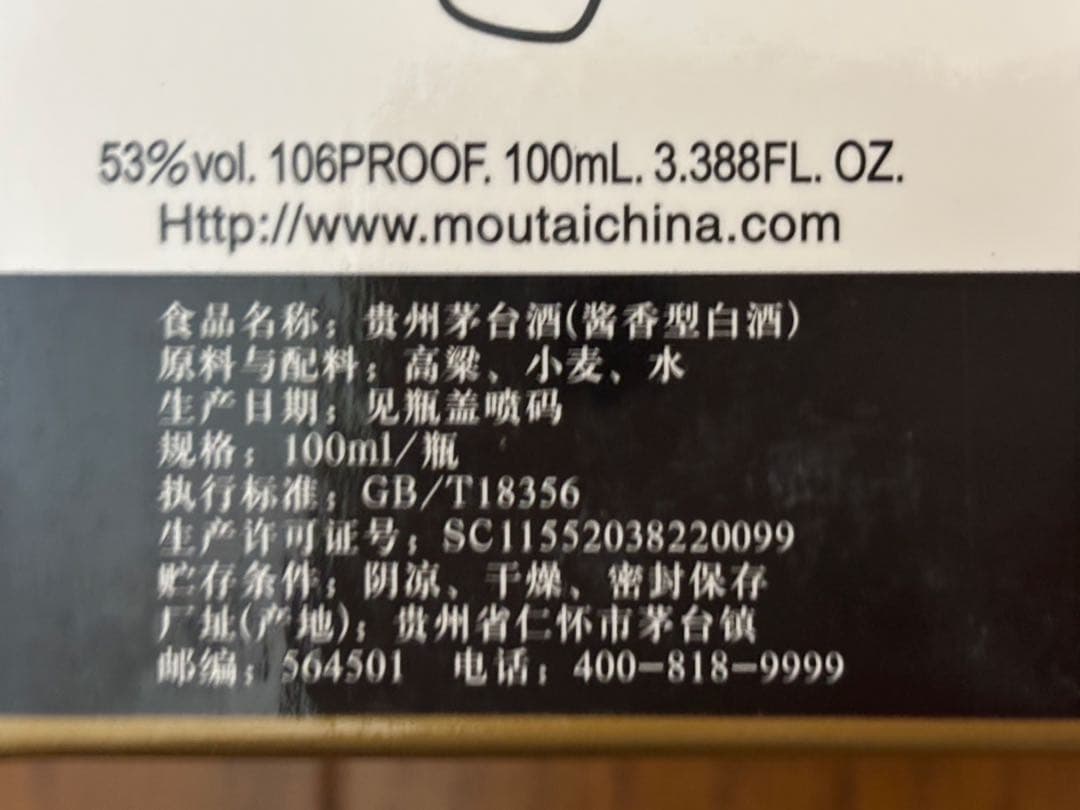 53%vol. 106PROOF. 100mL. 3.388FL. OZ.
Http://www.moutaichina.com
食品名称：贵州茅台酒(酱香型白酒)
原料与配料：高粱、小麦、水
生产日期：见瓶盖喷码
规格：100ml/瓶
执行标准：GB/T18356
生产许可证号：SC11552038220099
贮存条件：阴凉、干燥、密封保存
厂址(产地)：贵州省仁怀市茅台镇
邮编：564501 电话：400-818-9999